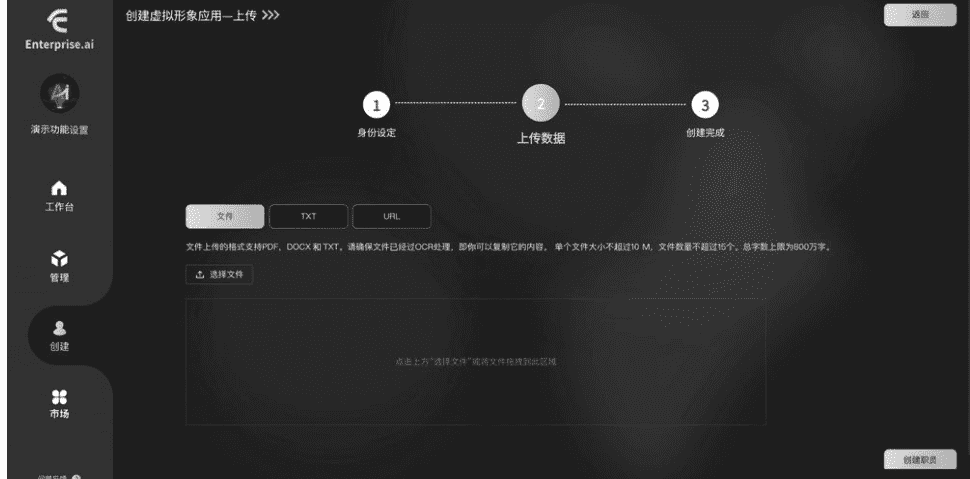 创建虚拟形象应用—上传 >>>
返回
Enterprise.ai
Ai
演示功能设置
工作台
管理
创建
市场
1
2
3
身份设定
上传数据
创建完成
文件
TXT
URL
文件上传的格式支持PDF、DOCX 和 TXT。请确保文件已经过OCR处理，即你可以复制它的内容。 单个文件大小不超过10 M，文件数量不超过15个。总字数上限为800万字。
选择文件
点击上方“选择文件”或将文件拖拽到此区域
创建职员